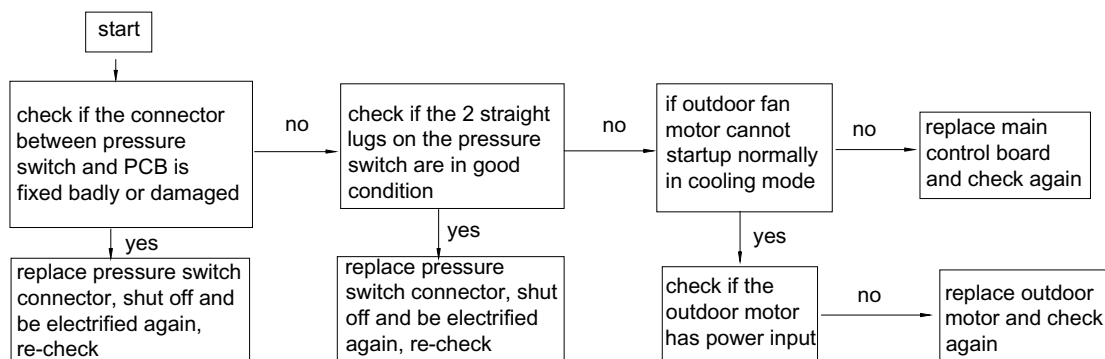 start
check if the connector
between pressure
switch and PCB is
fixed badly or damaged
no
check if the 2 straight
lugs on the pressure
switch are in good
condition
no
if outdoor fan
motor cannot
startup normally
in cooling mode
no
replace main
control board
and check again
yes
yes
yes
replace pressure switch
connector, shut off and
be electrified again,
re-check
replace pressure
switch connector, shut
off and be electrified
again, re-check
check if the
outdoor motor
has power input
no
replace outdoor
motor and check
again